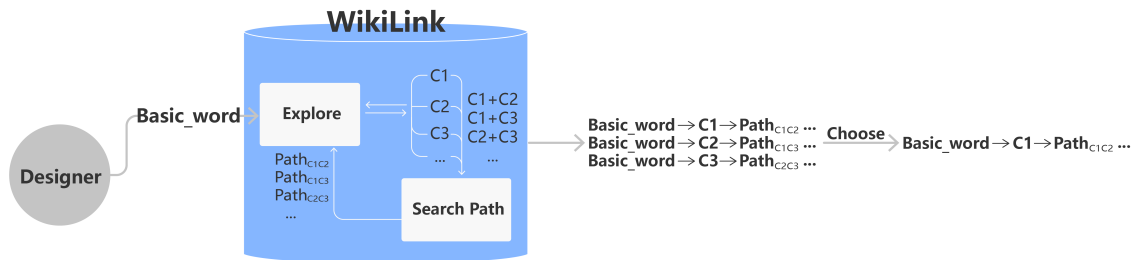 WikiLink
Designer
Basic_word
Explore
C1
C2
C3
...
C1+C2
C1+C3
C2+C3
...
Path_C1C2
Path_C1C3
Path_C2C3
...
Search Path
Basic_word→C1→Path_C1C2 ...
Basic_word→C2→Path_C1C3 ...
Basic_word→C3→Path_C2C3 ...
Choose
Basic_word→C1→Path_C1C2 ...